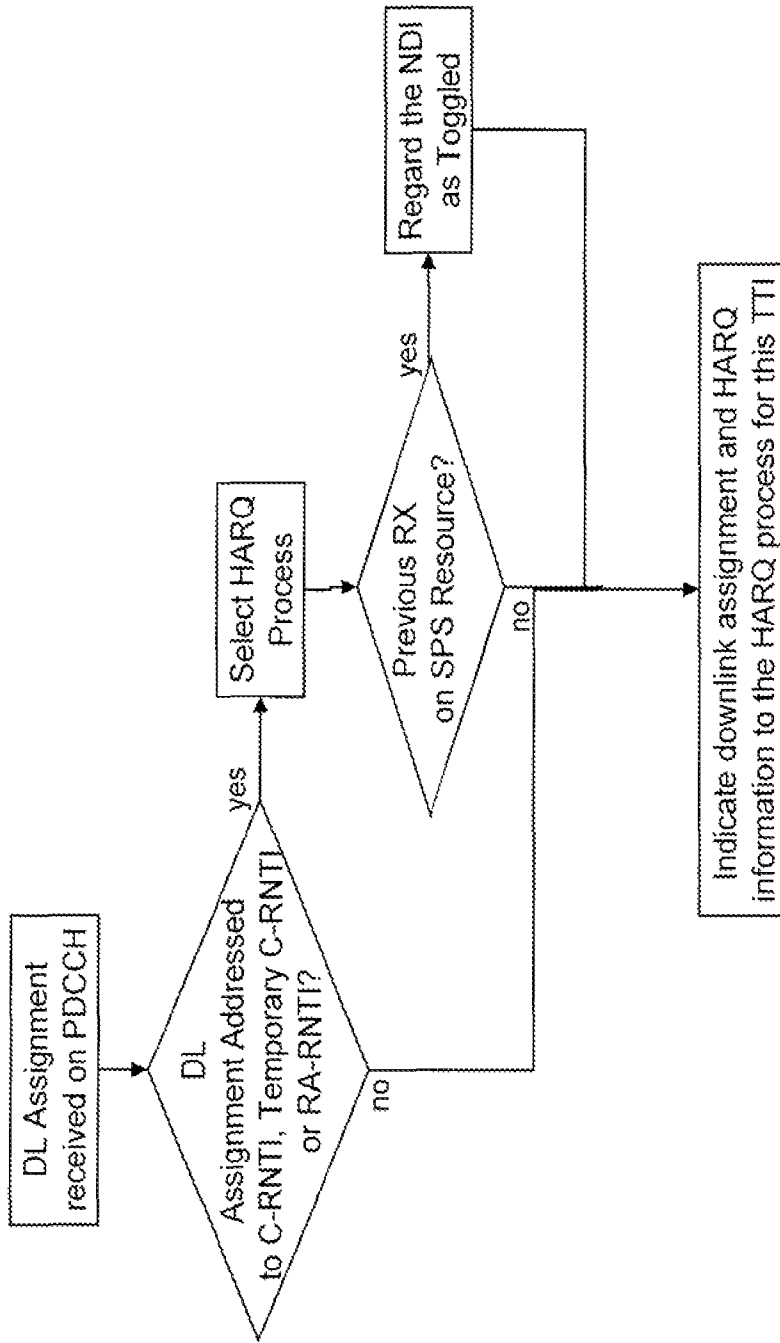 DL Assignment
received on PDCCH
DL
Assignment Addressed
to C-RNTI, Temporary C-RNTI
or RA-RNTI?
yes
no
Select HARQ
Process
Previous RX
on SPS Resource?
yes
no
Regard the NDI
as Toggled
Indicate downlink assignment and HARQ
information to the HARQ process for this TTI